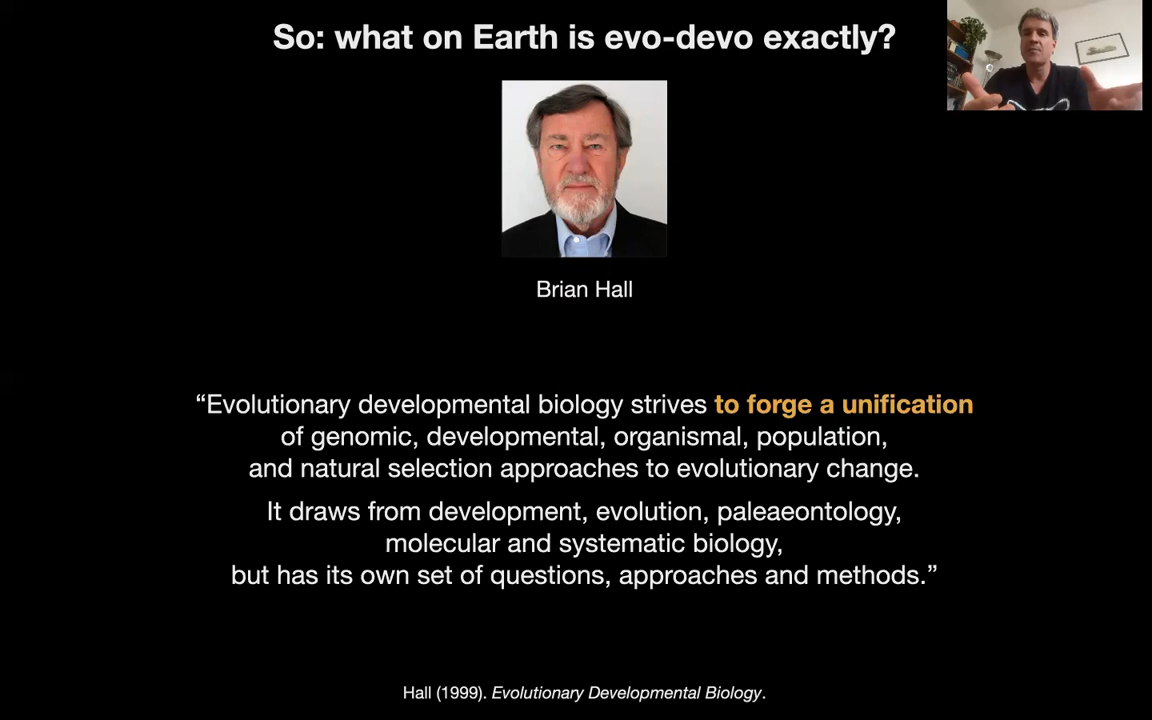 So: what on Earth is evo-devo exactly?
Brian Hall
“Evolutionary developmental biology strives to forge a unification
of genomic, developmental, organismal, population,
and natural selection approaches to evolutionary change.
It draws from development, evolution, paleaeontology,
molecular and systematic biology,
but has its own set of questions, approaches and methods.”
Hall (1999). Evolutionary Developmental Biology.